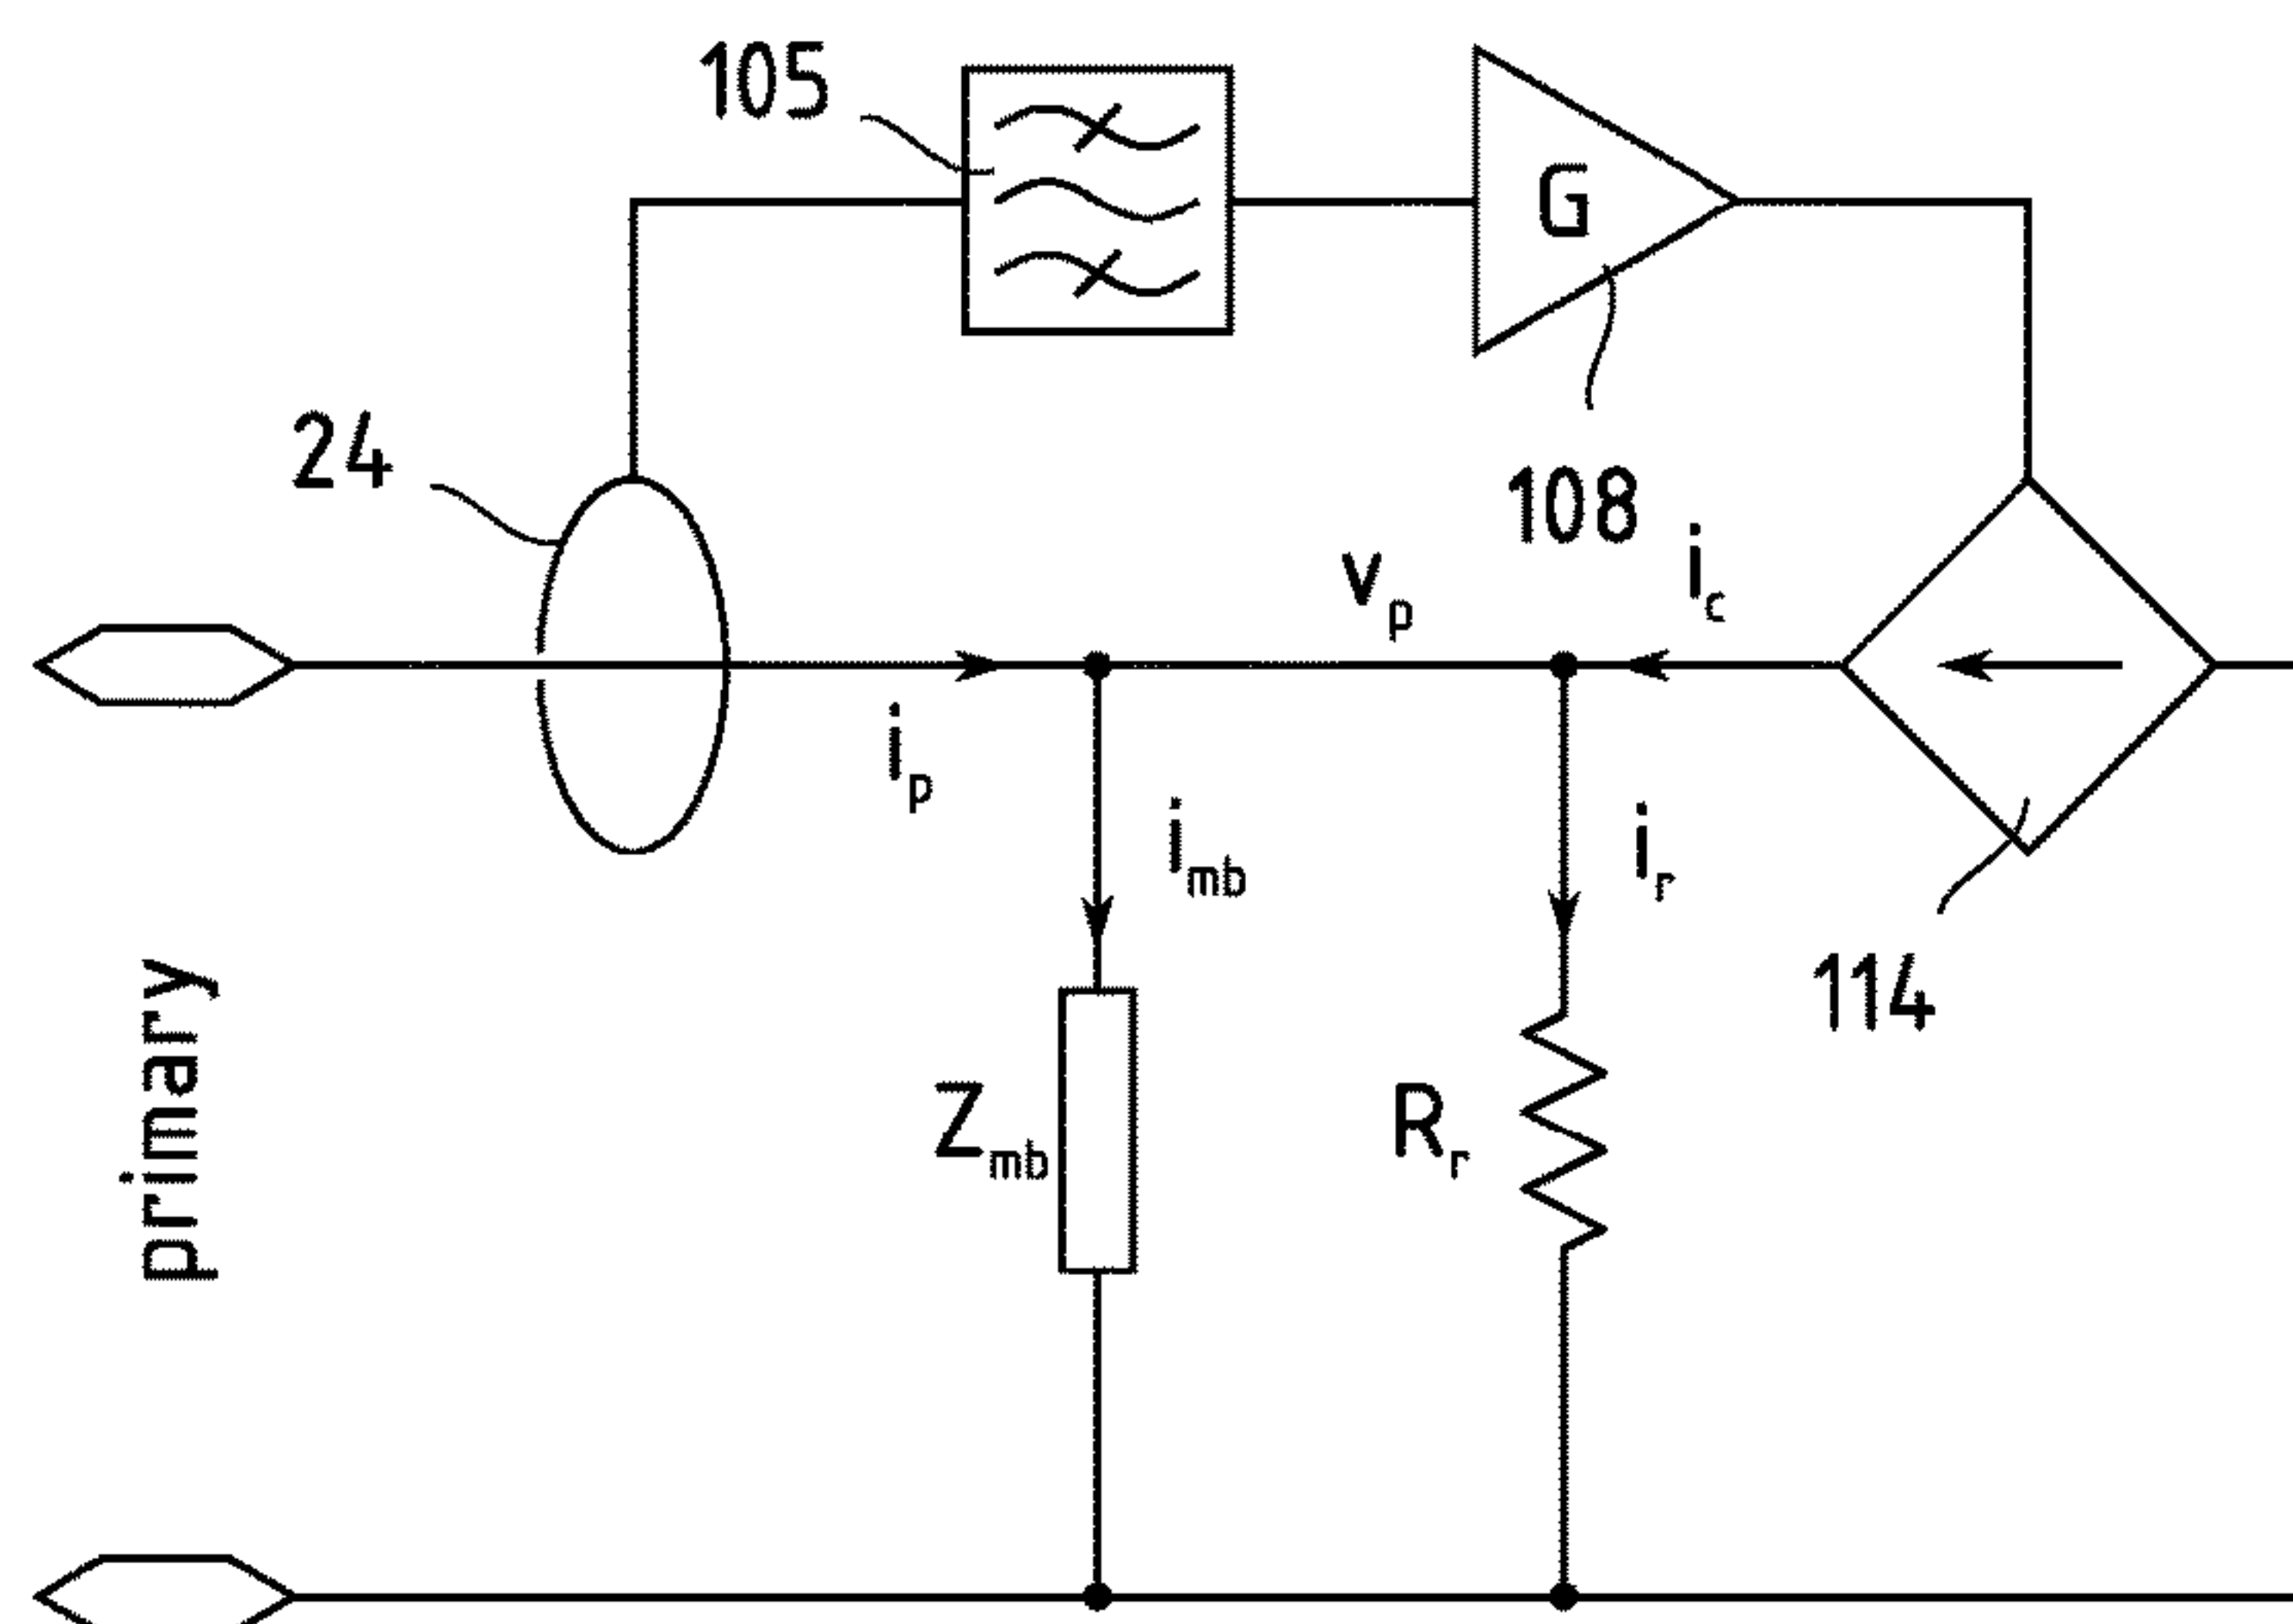 105
G
24
108
v_p
i_c
i_p
i_mb
i_r
114
primary
Z_mb
R_r